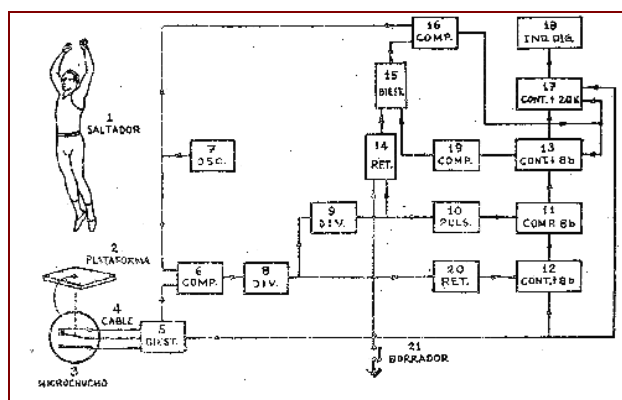 1
SALTADOR
2
PLATAFORMA
3
MICROCHUCHO
4
CABLE
5
BIEST.
6
COMP.
7
OSC.
8
DIV.
9
DIV.
10
PULS.
11
COMP. 8b
12
CONT. ↑ 8b
13
CONT. ↓ 8b
14
RET.
15
BIEST.
16
COMP.
17
CONT. ↑ 20K
18
IND. DIG.
19
COMP.
20
RET.
21
BORRADOR